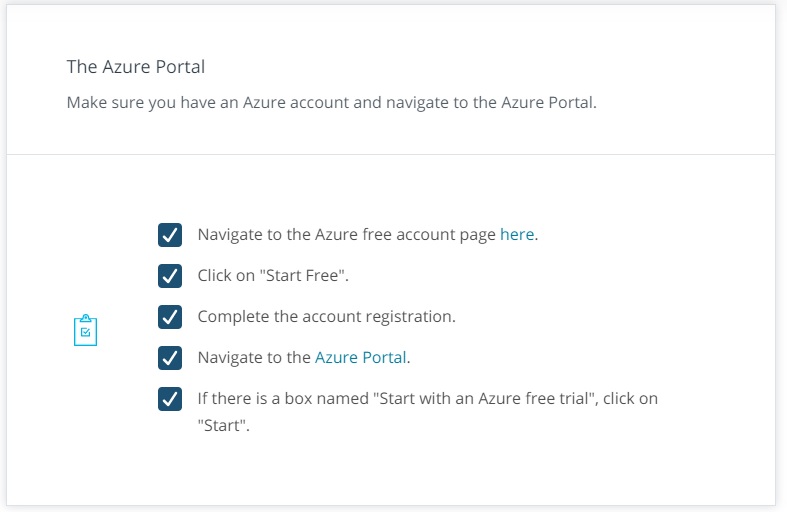 The Azure Portal
Make sure you have an Azure account and navigate to the Azure Portal.
Navigate to the Azure free account page here.
Click on "Start Free".
Complete the account registration.
Navigate to the Azure Portal.
If there is a box named "Start with an Azure free trial", click on
"Start".